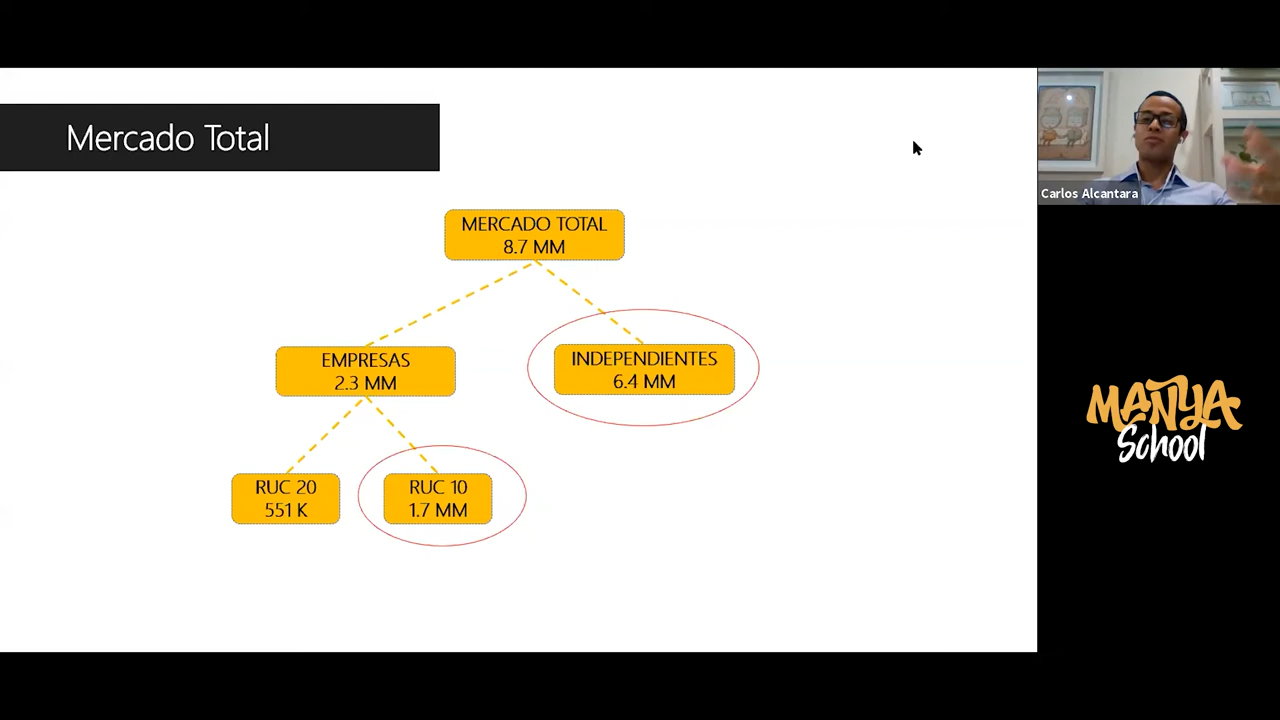 Mercado Total
Carlos Alcantara
MERCADO TOTAL
8.7 MM
EMPRESAS
2.3 MM
INDEPENDIENTES
6.4 MM
RUC 20
551 K
RUC 10
1.7 MM
MANYA
School